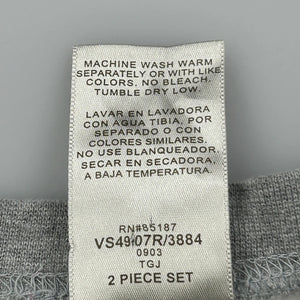 MACHINE WASH WARM
SEPARATELY OR WITH LIKE
COLORS. NO BLEACH.
TUMBLE DRY LOW.
LAVAR EN LAVADORA
CON AGUA TIBIA, POR
SEPARADO O CON
COLORES SIMILARES.
NO USE BLANQUEADOR.
SECAR EN SECADORA,
A BAJA TEMPERATURA.
RN#85187
VS4907R/3884
0903
TGJ
2 PIECE SET